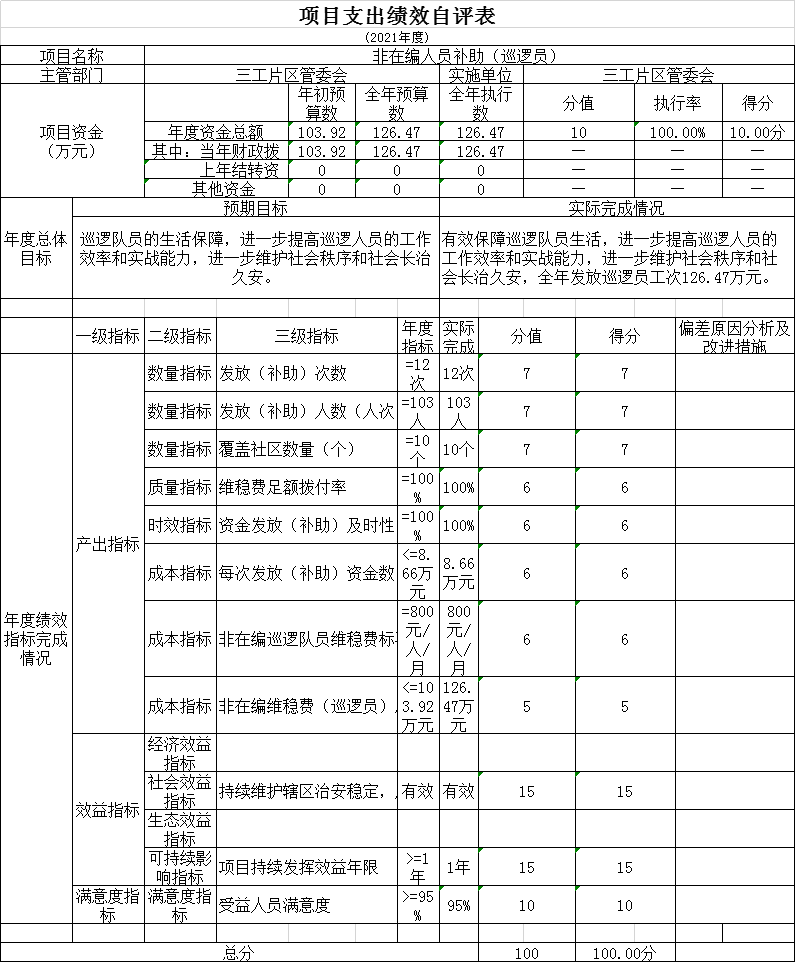 项目支出绩效自评表
（2021年度）
项目名称 非在编人员补助（巡逻员）
主管部门 三工片区管委会 实施单位 三工片区管委会
项目资金（万元） 年初预算数 全年预算数 全年执行数 分值 执行率 得分
年度资金总额 103.92 126.47 126.47 10 100.00% 10.00分
其中：当年财政拨 103.92 126.47 126.47 — — —
上年结转资 0 0 0 — — —
其他资金 0 0 0 — — —
年度总体目标 预期目标 实际完成情况
巡逻队员的生活保障，进一步提高巡逻人员的工作
效率和实战能力，进一步维护社会秩序和社会长治
久安。
有效保障巡逻队员生活，进一步提高巡逻人员的
工作效率和实战能力，进一步维护社会秩序和社
会长治久安，全年发放巡逻员工次126.47万元。
年度绩效指标完成情况 一级指标 二级指标 三级指标 年度指标 实际完成 分值 得分 偏差原因分析及改进措施
产出指标 数量指标 发放（补助）次数 =12次 12次 7 7
数量指标 发放（补助）人数（人次 =103人 103人 7 7
数量指标 覆盖社区数量（个） =10个 10个 7 7
质量指标 维稳费足额拨付率 =100% 100% 6 6
时效指标 资金发放（补助）及时性 =100% 100% 6 6
成本指标 每次发放（补助）资金数 <=8.66万元 8.66万元 6 6
成本指标 非在编巡逻队员维稳费标 =800元/人/月 800元/人/月 6 6
成本指标 非在编维稳费（巡逻员） <=103.92万元 126.47万元 5 5
效益指标 经济效益指标
社会效益指标 持续维护辖区治安稳定， 有效 有效 15 15
生态效益指标
可持续影响指标 项目持续发挥效益年限 >=1年 1年 15 15
满意度指标 满意度指标 受益人员满意度 >=95% 95% 10 10
总分 100 100.00分